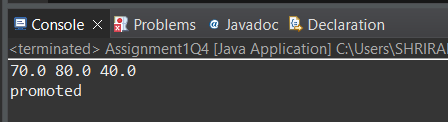 Console Problems @ Javadoc Declaration
<terminated> Assignment1Q4 [Java Application] C:\Users\SHRIRA
70.0 80.0 40.0
promoted